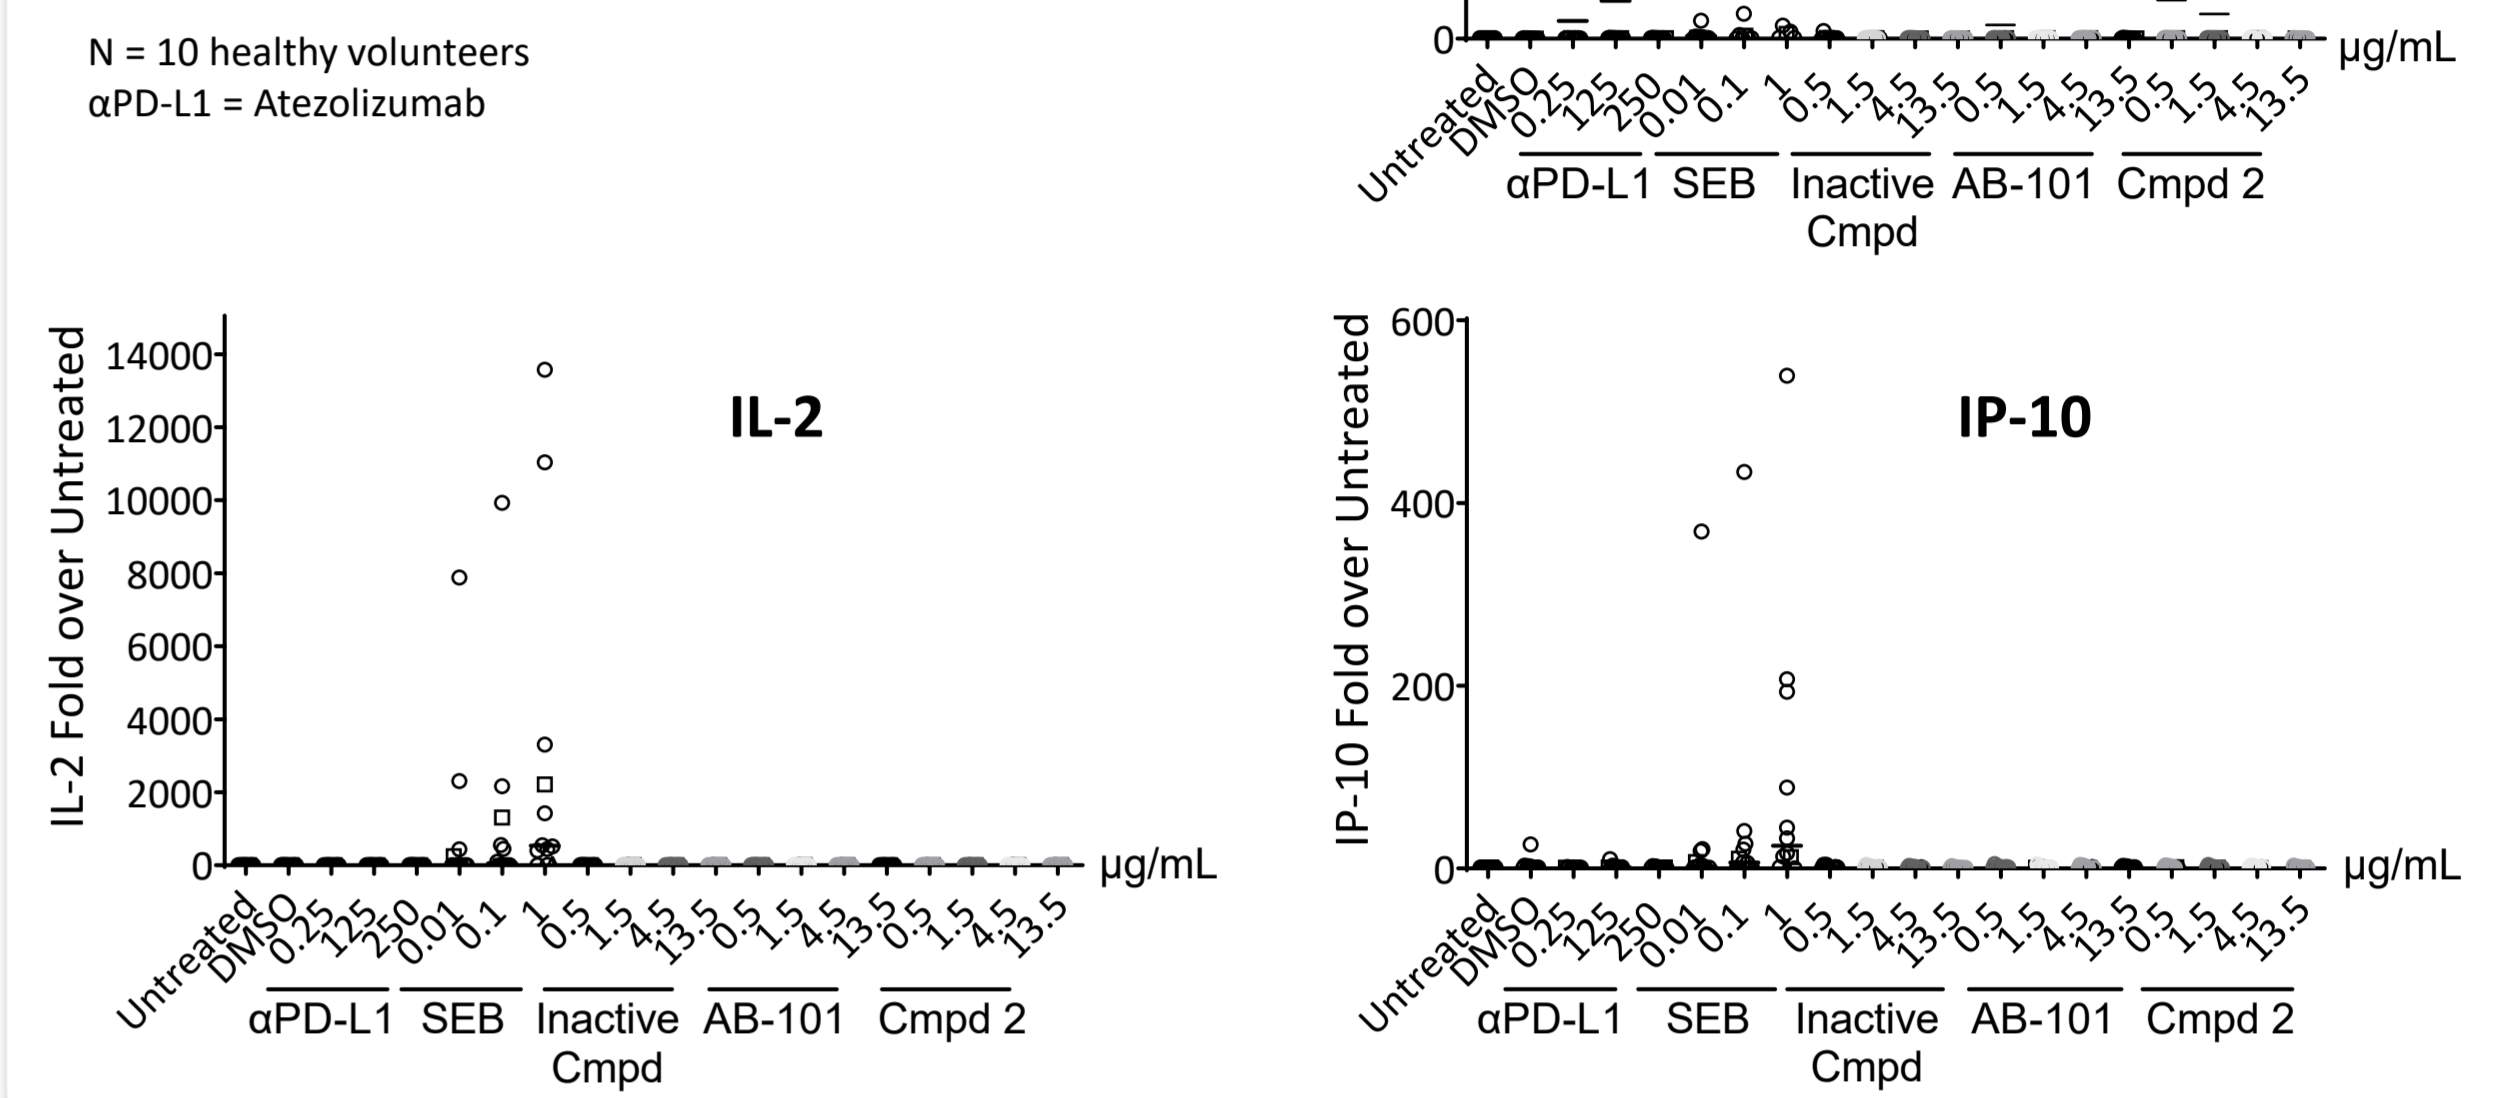 N = 10 healthy volunteers
αPD-L1 = Atezolizumab
0
µg/mL
Untreated DMSO 0.25 125 250 0.01 0.1 1 0.5 1.5 4.5 13.5 0.5 1.5 4.5 13.5 0.5 1.5 4.5 13.5
αPD-L1 SEB Inactive AB-101 Cmpd 2
Cmpd
IL-2 Fold over Untreated
14000
12000
10000
8000
6000
4000
2000
0
IL-2
µg/mL
Untreated DMSO 0.25 125 250 0.01 0.1 1 0.5 1.5 4.5 13.5 0.5 1.5 4.5 13.5 0.5 1.5 4.5 13.5
αPD-L1 SEB Inactive AB-101 Cmpd 2
Cmpd
IP-10 Fold over Untreated
600
400
200
0
IP-10
µg/mL
Untreated DMSO 0.25 125 250 0.01 0.1 1 0.5 1.5 4.5 13.5 0.5 1.5 4.5 13.5 0.5 1.5 4.5 13.5
αPD-L1 SEB Inactive AB-101 Cmpd 2
Cmpd